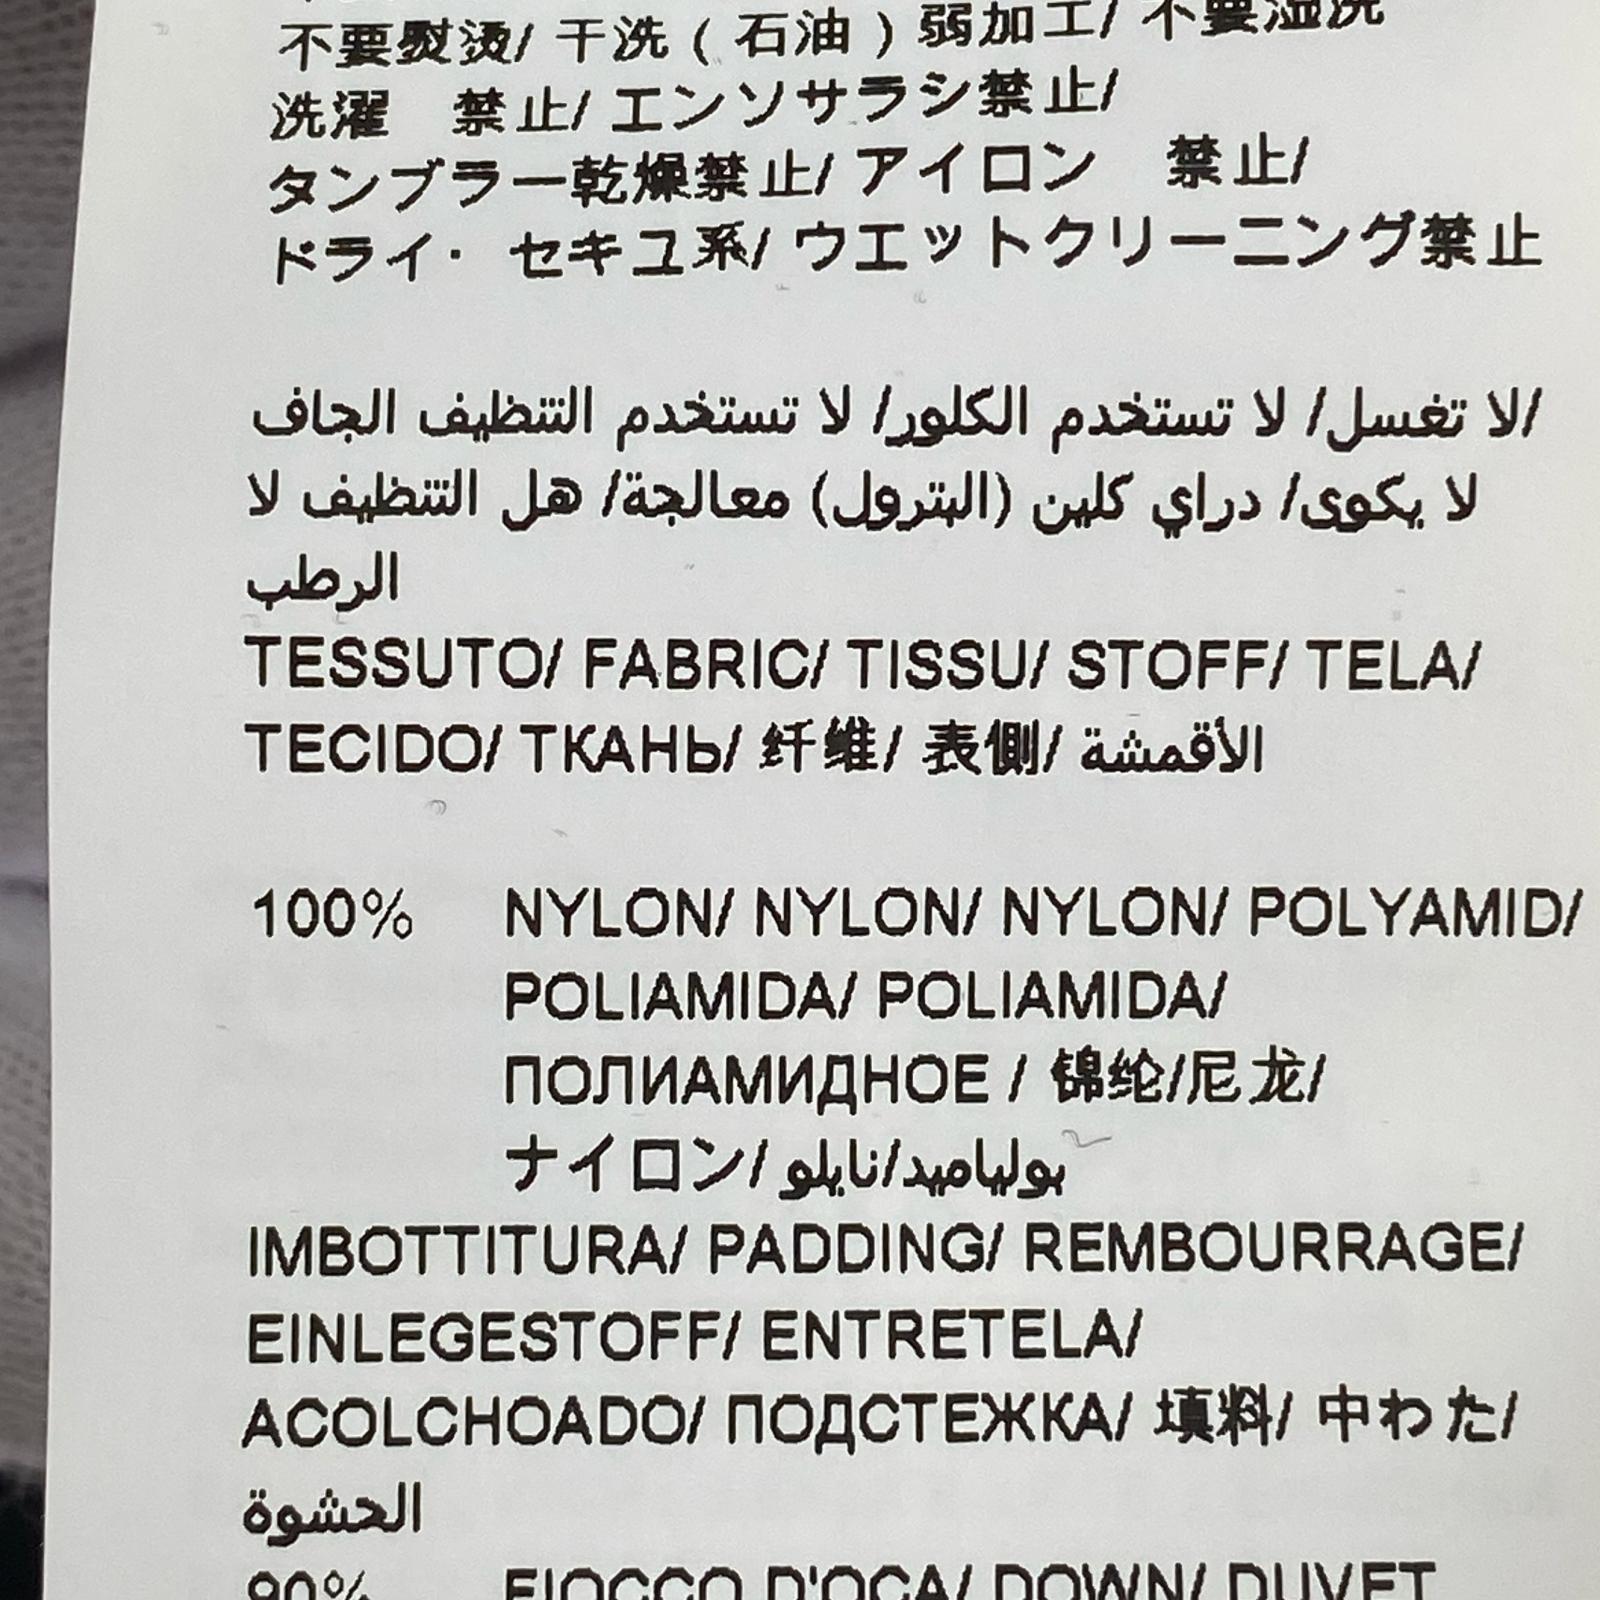 不要熨烫/ 干洗 ( 石油 ) 弱加工/ 不要湿洗
洗濯　禁止/ エンソサラシ禁止/
タンブラー乾燥禁止/ アイロン　禁止/
ドライ· セキユ系/ ウエットクリーニング禁止
/لا تغسل/ لا تستخدم الكلور/ لا تستخدم التنظيف الجاف
لا يكوى/ دراي كلين (البترول) معالجة/ هل التنظيف لا
الرطب
TESSUTO/ FABRIC/ TISSU/ STOFF/ TELA/
TECIDO/ ТКАНЬ/ 纤维/ 表側/ الأقمشة
100% NYLON/ NYLON/ NYLON/ POLYAMID/
POLIAMIDA/ POLIAMIDA/
ПОЛИАМИДНОЕ / 锦纶/尼龙/
ナイロン/ بولياميد/نايلو
IMBOTTITURA/ PADDING/ REMBOURRAGE/
EINLEGESTOFF/ ENTRETELA/
ACOLCHOADO/ ПОДСТЕЖКА/ 填料/ 中わた/
الحشوة
90% FIOCCO D'OCA/ DOWN/ DUVET